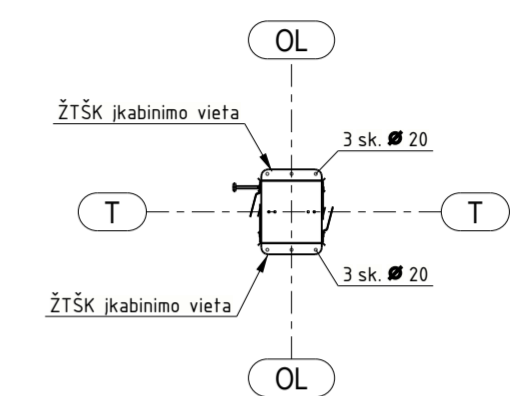 OL
ŽTŠK įkabinimo vieta
3 sk. Ø 20
T
T
3 sk. Ø 20
ŽTŠK įkabinimo vieta
OL